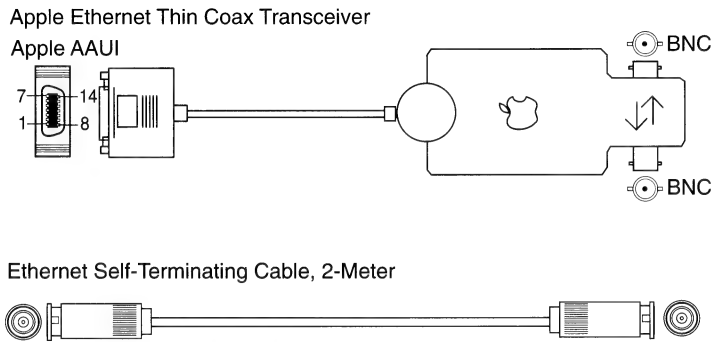 Apple Ethernet Thin Coax Transceiver
Apple AAUI
BNC
7 14
1 8
BNC
Ethernet Self-Terminating Cable, 2-Meter